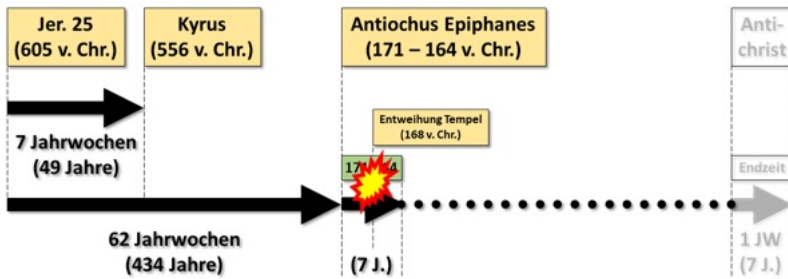 Jer. 25
(605 v. Chr.)
Kyrus
(556 v. Chr.)
Antiochus Epiphanes
(171 – 164 v. Chr.)
Anti-
christ
Entweihung Tempel
(168 v. Chr.)
7 Jahrwochen
(49 Jahre)
Endzeit
62 Jahrwochen
(434 Jahre)
(7 J.)
1 JW
(7 J.)